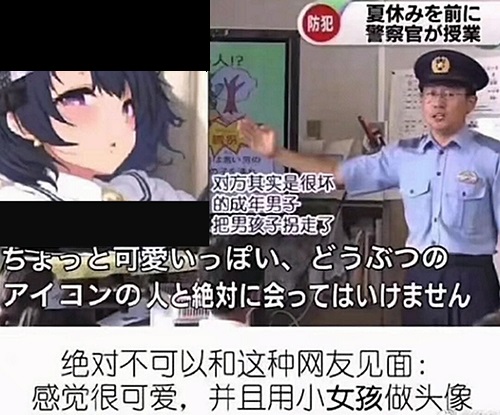 防犯
夏休みを前に
警察官が授業
人!?
对方其实是很坏
的成年男子
把男孩子拐走了
ちょっと可愛いっぽい、どうぶつの
アイコンの人と絶対に会ってはいけません
绝对不可以和这种网友见面：
感觉很可爱，并且用小女孩做头像